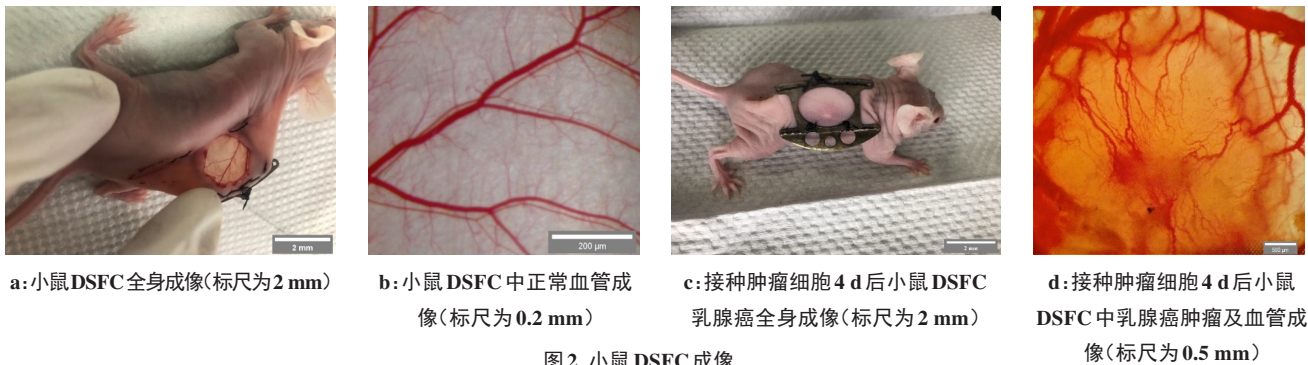 2 mm
200 μm
2 mm
500 μm
a:小鼠DSFC全身成像(标尺为2 mm)
b:小鼠DSFC中正常血管成
像(标尺为0.2 mm)
c:接种肿瘤细胞4 d后小鼠DSFC
乳腺癌全身成像(标尺为2 mm)
d:接种肿瘤细胞4 d后小鼠
DSFC中乳腺癌肿瘤及血管成
像(标尺为0.5 mm)
图2 小鼠DSFC成像